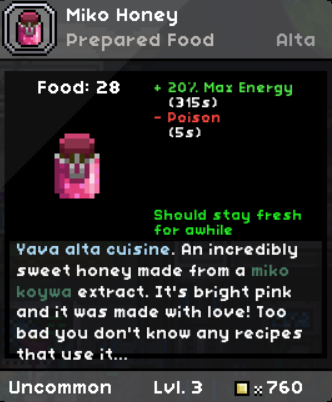 Miko Honey
Prepared Food Alta
Food: 28
+ 20% Max Energy
(315s)
- Poison
(5s)
Should stay fresh
for awhile
Yava alta cuisine. An incredibly
sweet honey made from a miko
koywa extract. It's bright pink
and it was made with love! Too
bad you don't know any recipes
that use it...
Uncommon Lvl. 3 x760